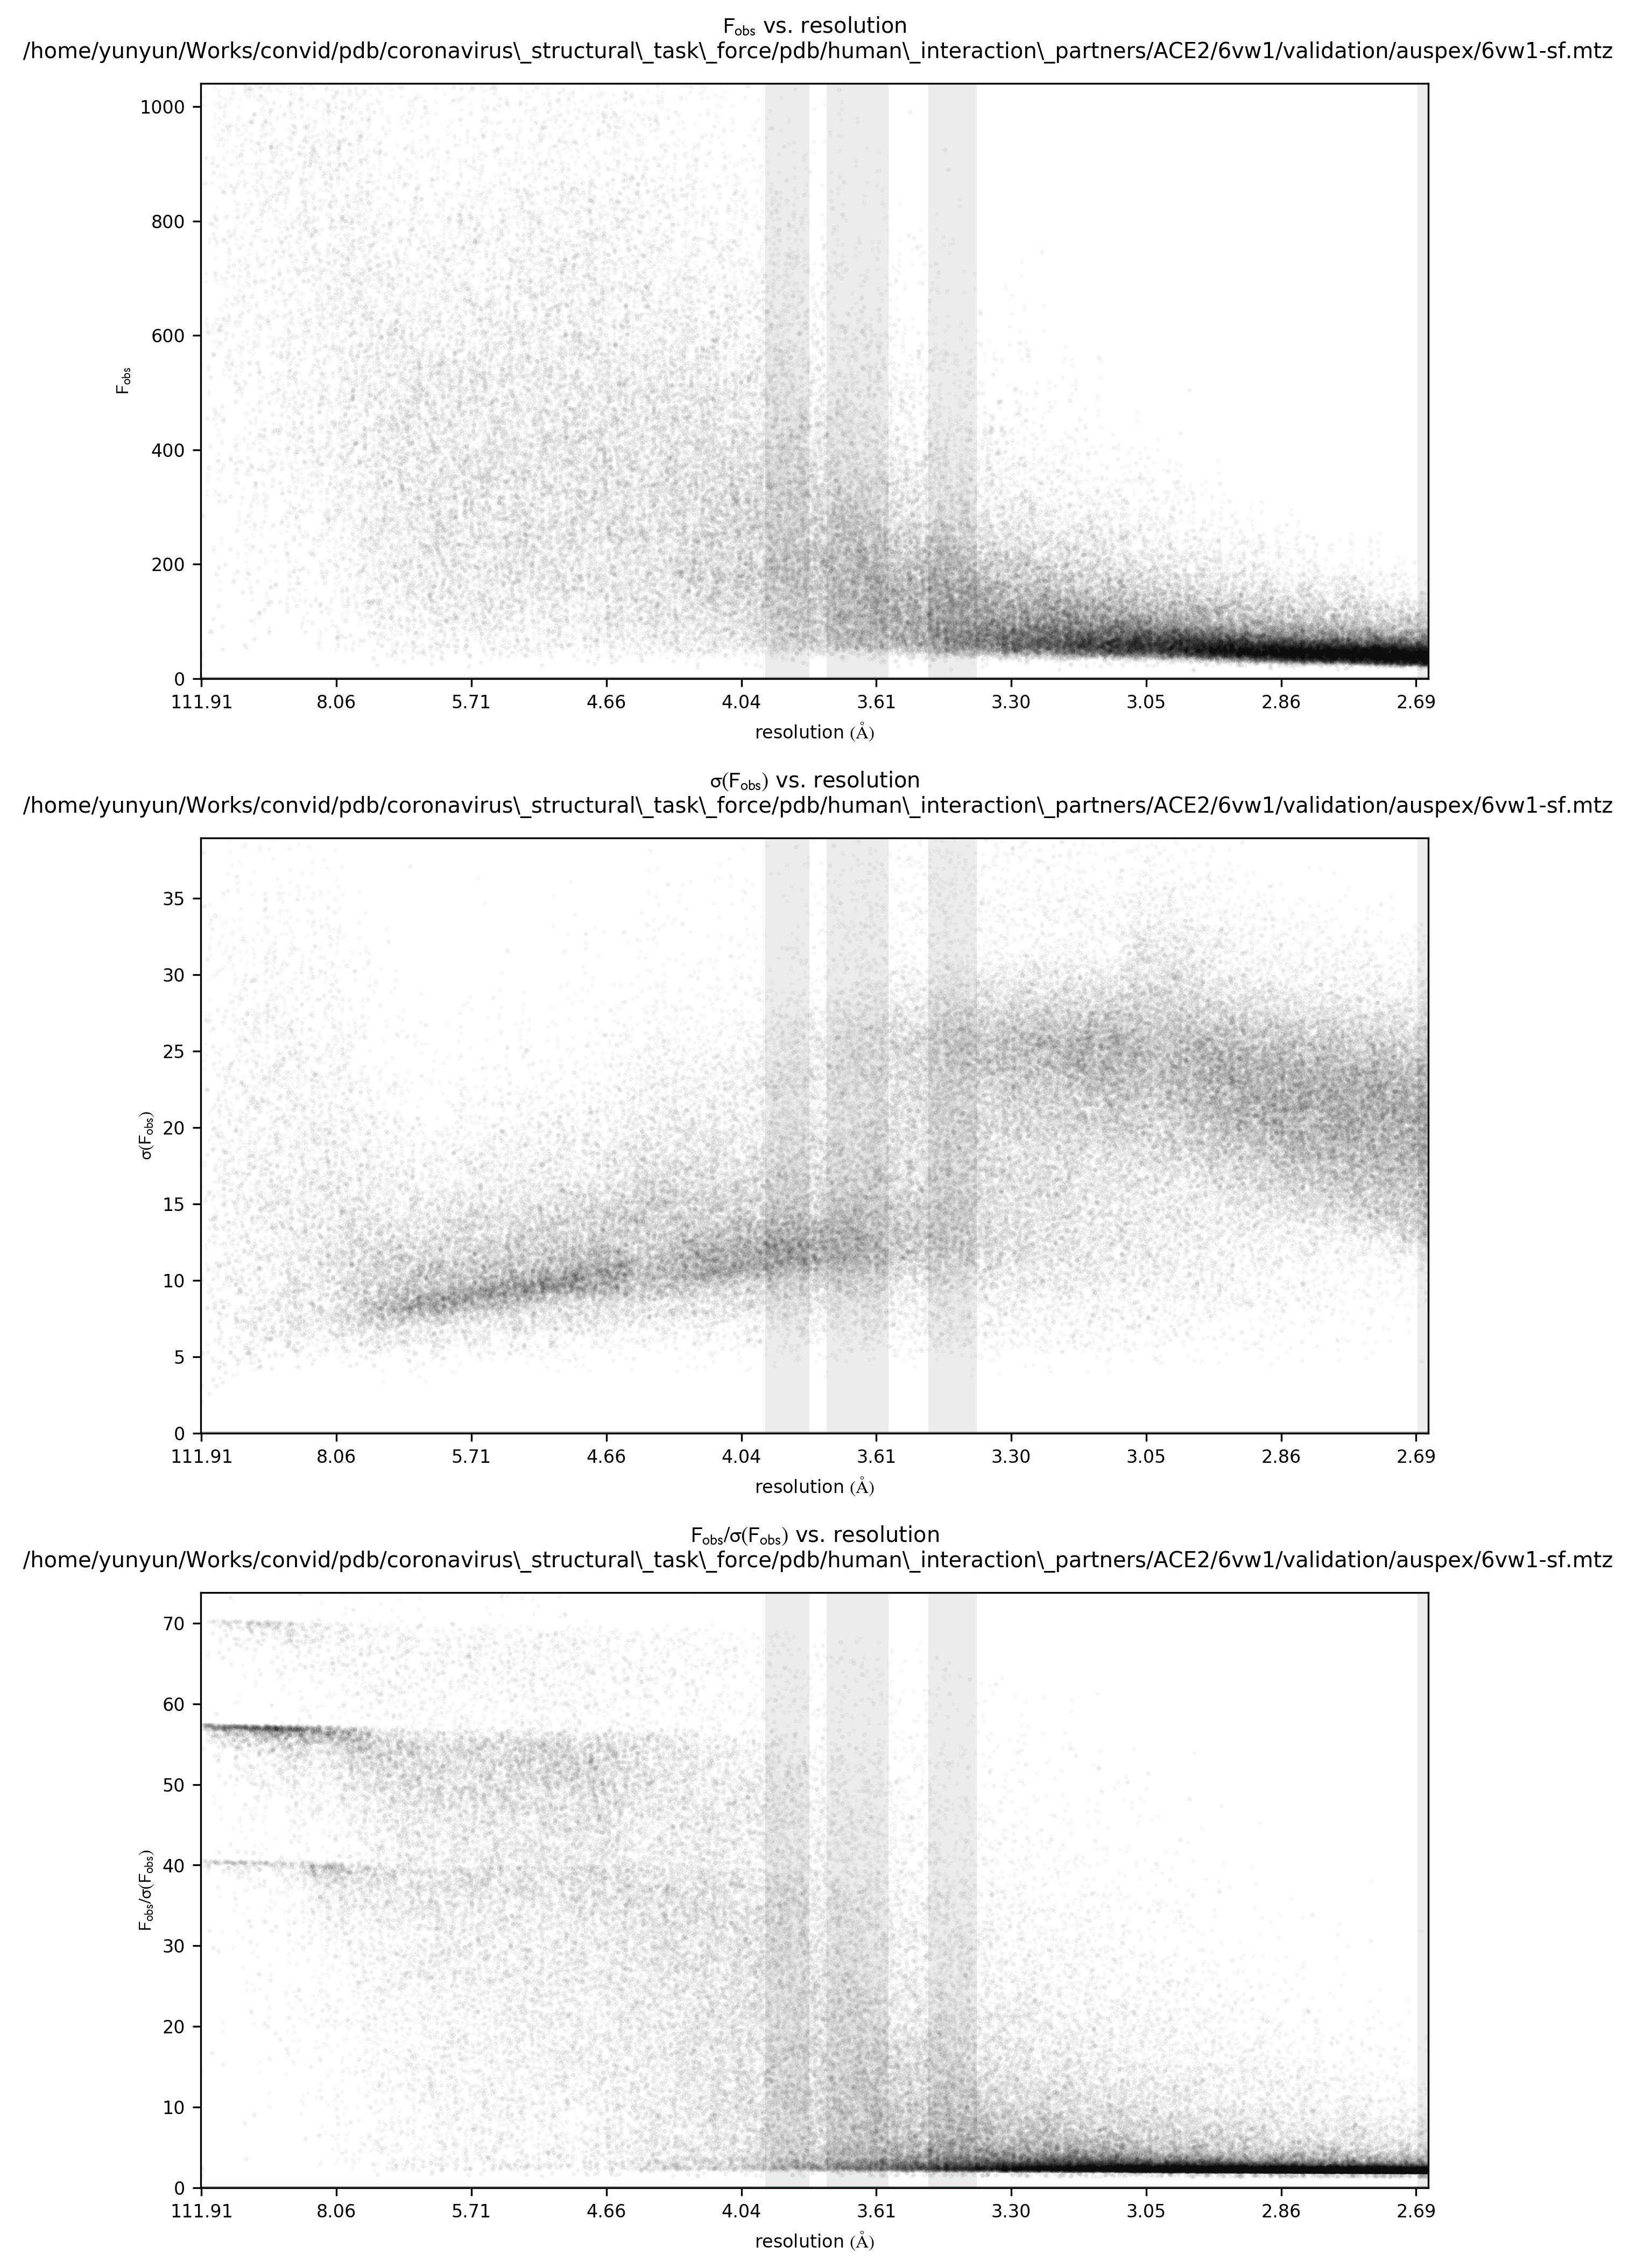 Fobs vs. resolution
/home/yunyun/Works/convid/pdb/coronavirus\_structural\_task\_force/pdb/human\_interaction\_partners/ACE2/6vw1/validation/auspex/6vw1-sf.mtz
1000
800
600
400
200
0
Fobs
111.91 8.06 5.71 4.66 4.04 3.61 3.30 3.05 2.86 2.69
resolution (Å)
σ(Fobs) vs. resolution
/home/yunyun/Works/convid/pdb/coronavirus\_structural\_task\_force/pdb/human\_interaction\_partners/ACE2/6vw1/validation/auspex/6vw1-sf.mtz
35
30
25
20
15
10
5
0
σ(Fobs)
111.91 8.06 5.71 4.66 4.04 3.61 3.30 3.05 2.86 2.69
resolution (Å)
Fobs/σ(Fobs) vs. resolution
/home/yunyun/Works/convid/pdb/coronavirus\_structural\_task\_force/pdb/human\_interaction\_partners/ACE2/6vw1/validation/auspex/6vw1-sf.mtz
70
60
50
40
30
20
10
0
Fobs/σ(Fobs)
111.91 8.06 5.71 4.66 4.04 3.61 3.30 3.05 2.86 2.69
resolution (Å)